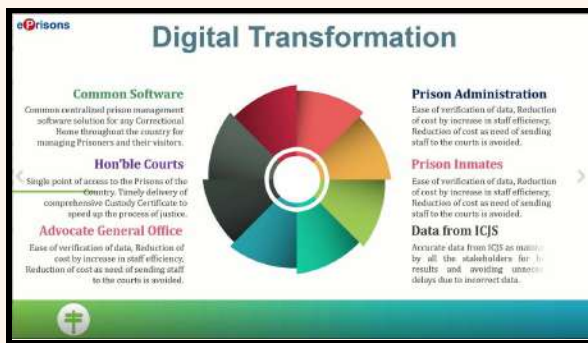 ePrisons
Digital Transformation
Common Software
Common centralized prison management
software solution for any Correctional
Home throughout the country for
managing Prisoners and their visitors.
Hon'ble Courts
Single point of access to the Prisons of the
Country. Timely delivery of
comprehensive Custody Certificate to
speed up the process of justice.
Advocate General Office
Ease of verification of data, Reduction of
cost by increase in staff efficiency,
Reduction of cost as need of sending staff
to the courts is avoided.
Prison Administration
Ease of verification of data, Reduction
of cost by increase in staff efficiency,
Reduction of cost as need of sending
staff to the courts is avoided.
Prison Inmates
Ease of verification of data, Reduction
of cost by increase in staff efficiency,
Reduction of cost as need of sending
staff to the courts is avoided.
Data from ICJS
Accurate data from ICJS as
by all the stakeholders for
results and avoiding
delays due to incorrect data.